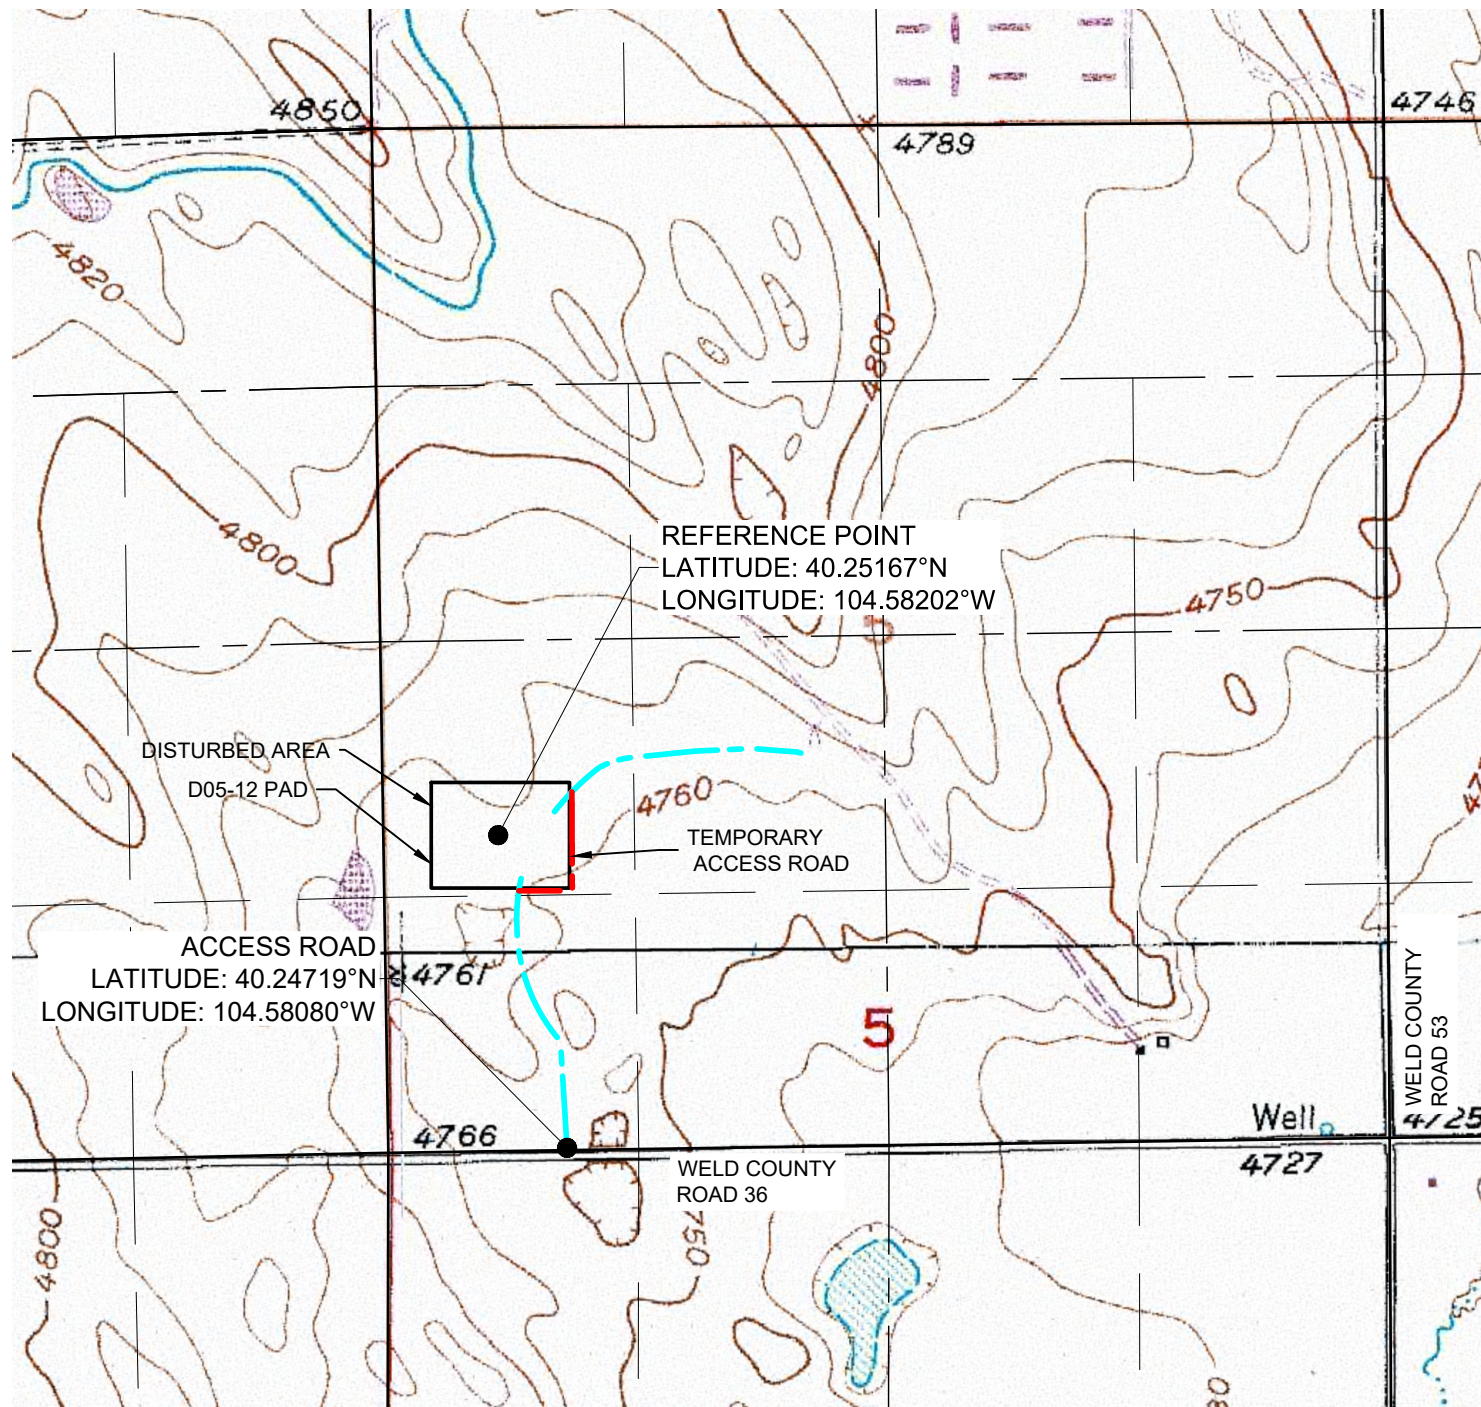 4850
4746
4789
4820
4800
4800
REFERENCE POINT
LATITUDE: 40.25167°N
LONGITUDE: 104.58202°W
4750
DISTURBED AREA
D05-12 PAD
4760
TEMPORARY
ACCESS ROAD
ACCESS ROAD
LATITUDE: 40.24719°N
LONGITUDE: 104.58080°W
4761
5
WELD COUNTY
ROAD 53
4766
Well
4725
4727
WELD COUNTY
ROAD 36
4800
4750